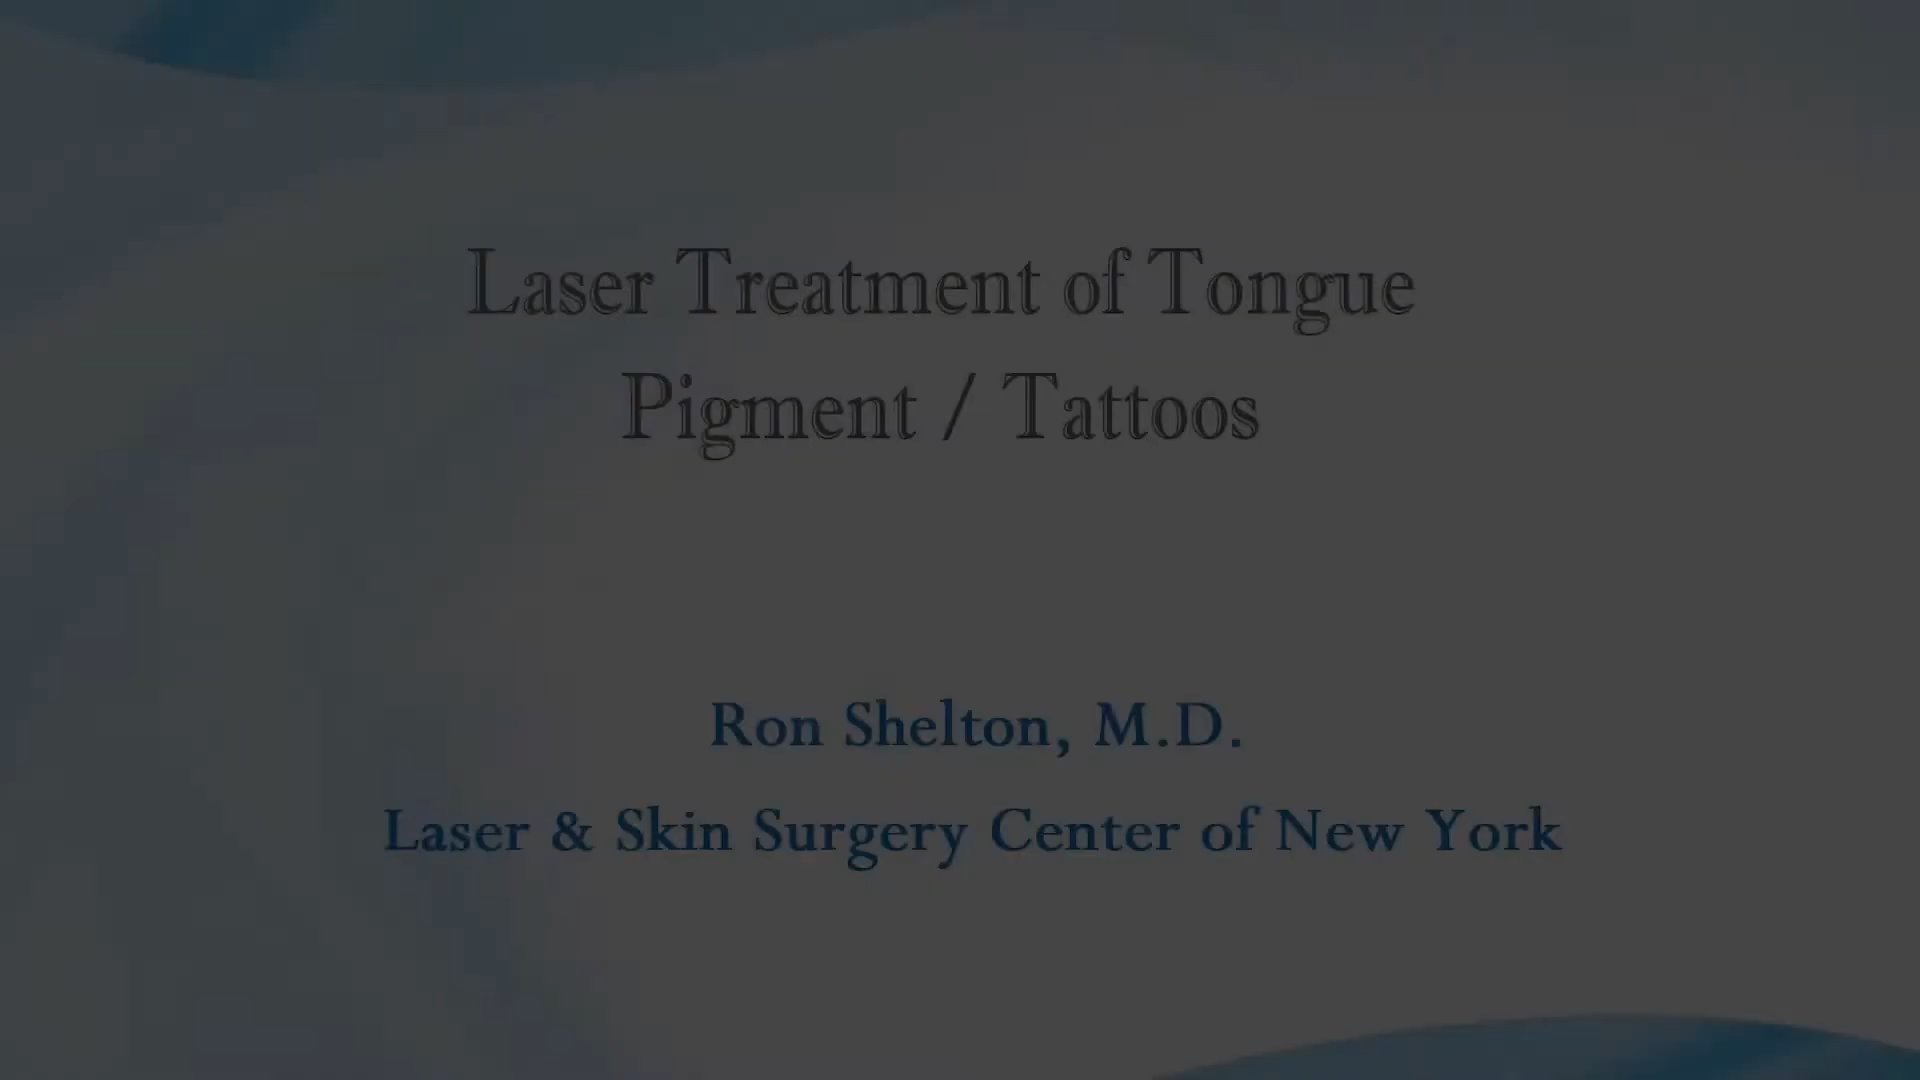 Laser Treatment of Tongue
Pigment / Tattoos
Ron Shelton, M.D.
Laser & Skin Surgery Center of New York